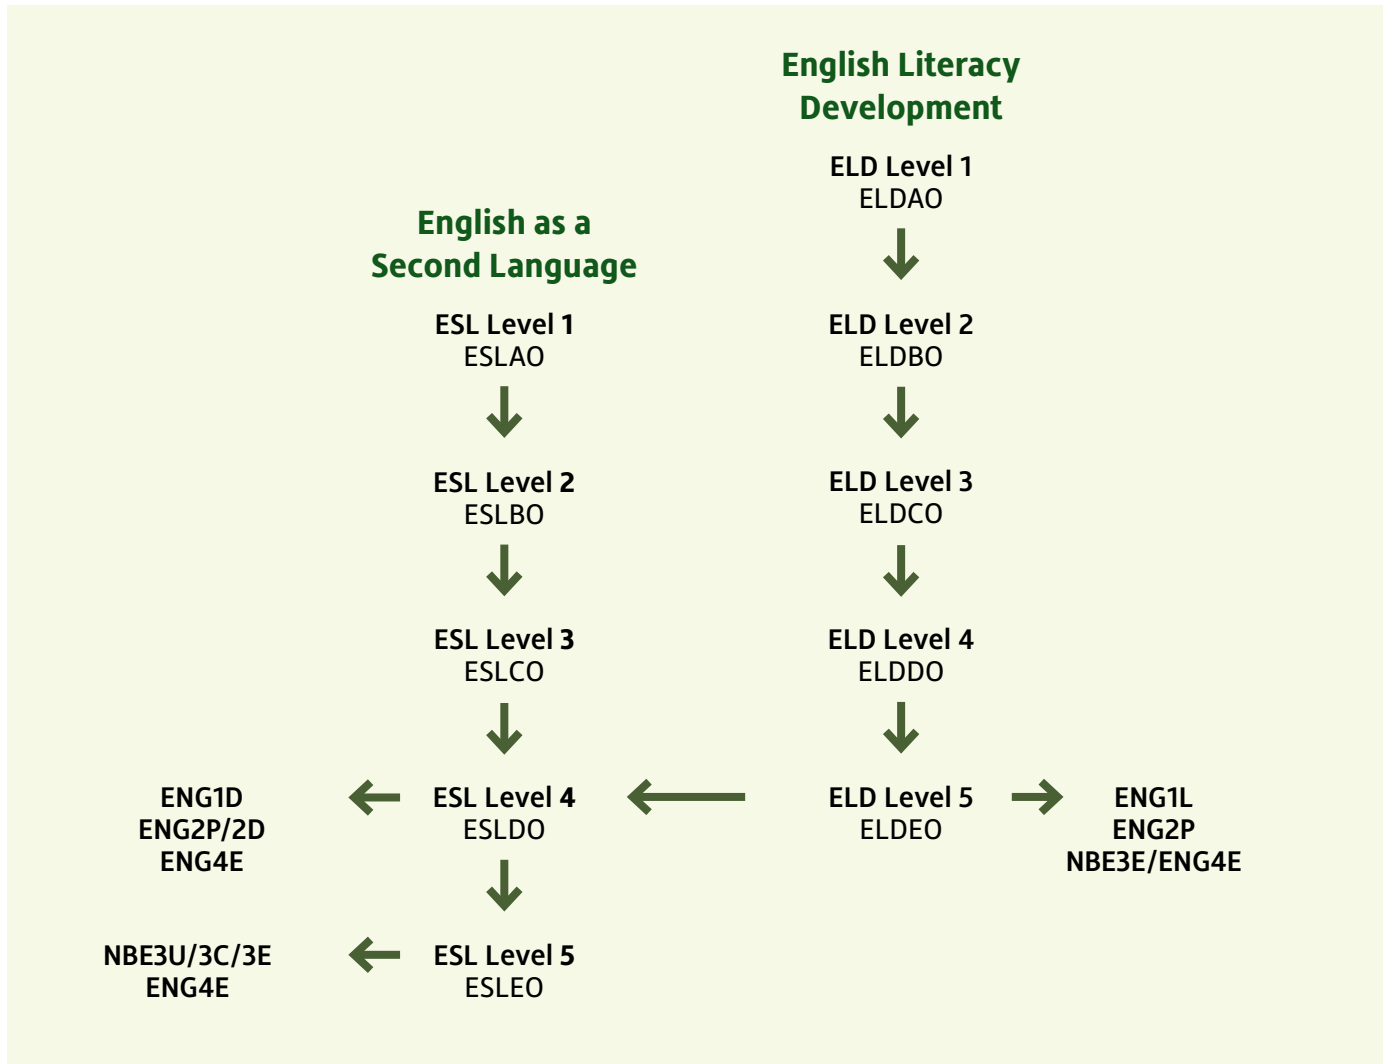 English Literacy
Development
ELD Level 1
ELDAO
English as a
Second Language
ESL Level 1
ESLAO
ELD Level 2
ELDBO
ESL Level 2
ESLBO
ELD Level 3
ELDCO
ESL Level 3
ESLCO
ELD Level 4
ELDDO
ENG1D
ENG2P/2D
ENG4E
ESL Level 4
ESLDO
ELD Level 5
ELDEO
ENG1L
ENG2P
NBE3E/ENG4E
NBE3U/3C/3E
ENG4E
ESL Level 5
ESLEO